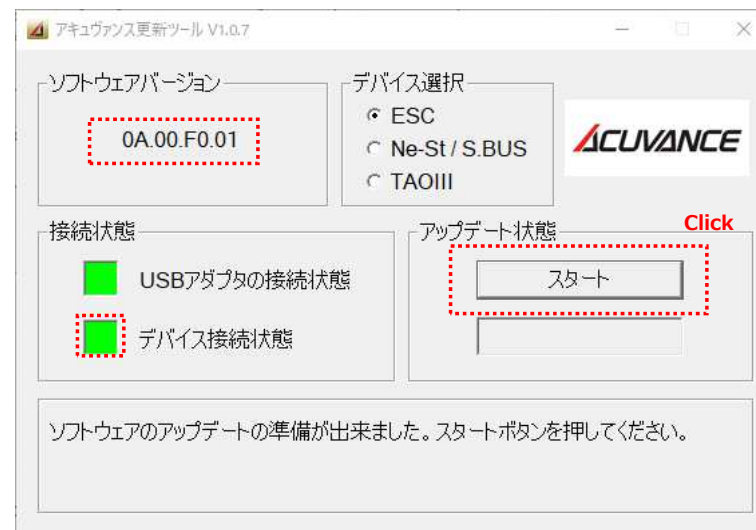 アキュヴァンス更新ツール V1.0.7
ソフトウェアバージョン
0A.00.F0.01
デバイス選択
ESC
Ne-St / S.BUS
TAOIII
ACUVANCE
接続状態
USBアダプタの接続状態
デバイス接続状態
アップデート状態
Click
スタート
ソフトウェアのアップデートの準備が出来ました。スタートボタンを押してください。